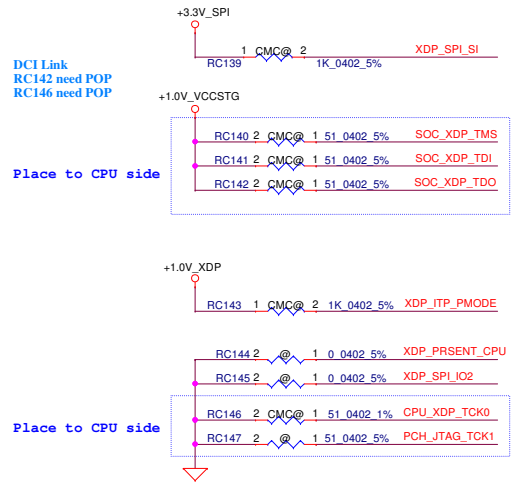 +3.3V_SPI
RC139 1 CMC@ 2 1K_0402_5% XDP_SPI_SI
DCI Link
RC142 need POP
RC146 need POP
+1.0V_VCCSTG
RC140 2 CMC@ 1 51_0402_5% SOC_XDP_TMS
RC141 2 CMC@ 1 51_0402_5% SOC_XDP_TDI
Place to CPU side
RC142 2 CMC@ 1 51_0402_5% SOC_XDP_TDO
+1.0V_XDP
RC143 1 CMC@ 2 1K_0402_5% XDP_ITP_PMODE
RC144 2 @ 1 0_0402_5% XDP_PRSENT_CPU
RC145 2 @ 1 0_0402_5% XDP_SPI_IO2
RC146 2 CMC@ 1 51_0402_1% CPU_XDP_TCK0
Place to CPU side
RC147 2 @ 1 51_0402_5% PCH_JTAG_TCK1